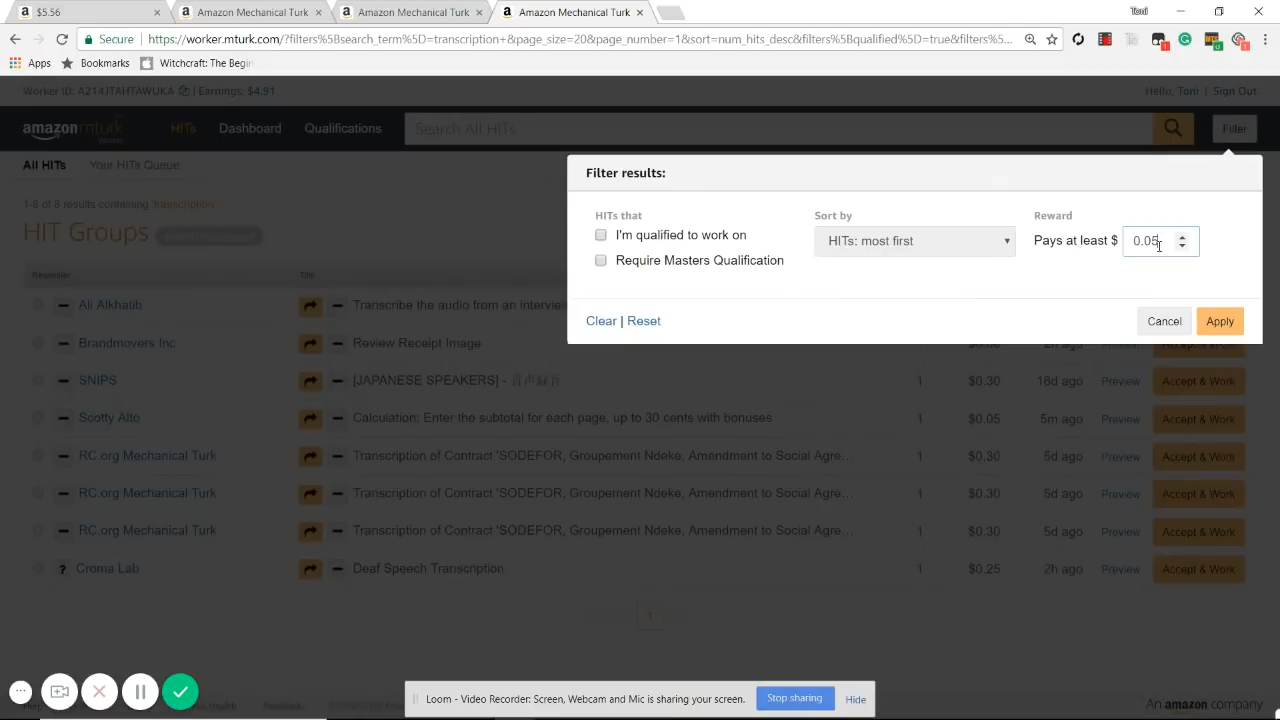 $5.56
Amazon Mechanical Turk
Amazon Mechanical Turk
Amazon Mechanical Turk
Toni
Secure
https://worker.mturk.com/?filters%5Bsearch_term%5D=transcription+&page_size=20&page_number=1&sort=num_hits_desc&filters%5Bqualified%5D=true&filters%5...
Apps
Bookmarks
Witchcraft: The Begin
Worker ID: A214JTAHTAWUKA
Earnings: $4.91
Hello, Toni | Sign Out
amazon mturk
HITs
Dashboard
Qualifications
Search All HITs
Filter
All HITs
Your HITs Queue
Filter results:
1-8 of 8 results containing 'transcription'
HIT Groups
HITs that
Sort by
Reward
I'm qualified to work on
HITs: most first
Pays at least $
0.05
Require Masters Qualification
Requester
Title
Ali Alkhatib
Transcribe the audio from an intervie
Clear | Reset
Cancel
Apply
Brandmovers Inc
Review Receipt Image
Preview
Accept & Work
SNIPS
[JAPANESE SPEAKERS] -
1
$0.30
16d ago
Preview
Accept & Work
Scotty Alto
Calculation: Enter the subtotal for each page, up to 30 cents with bonuses
1
$0.05
5m ago
Preview
Accept & Work
RC.org Mechanical Turk
Transcription of Contract 'SODEFOR, Groupement Ndeke, Amendment to Social Agre...
1
$0.30
5d ago
Preview
Accept & Work
RC.org Mechanical Turk
Transcription of Contract 'SODEFOR, Groupement Ndeke, Amendment to Social Agre...
1
$0.30
5d ago
Preview
Accept & Work
RC.org Mechanical Turk
Transcription of Contract 'SODEFOR, Groupement Ndeke, Amendment to Social Agre...
1
$0.30
5d ago
Preview
Accept & Work
Croma Lab
Deaf Speech Transcription
1
$0.25
2h ago
Preview
Accept & Work
1
Loom - Video Recorder: Screen, Webcam and Mic is sharing your screen.
Stop sharing
Hide
An amazon company